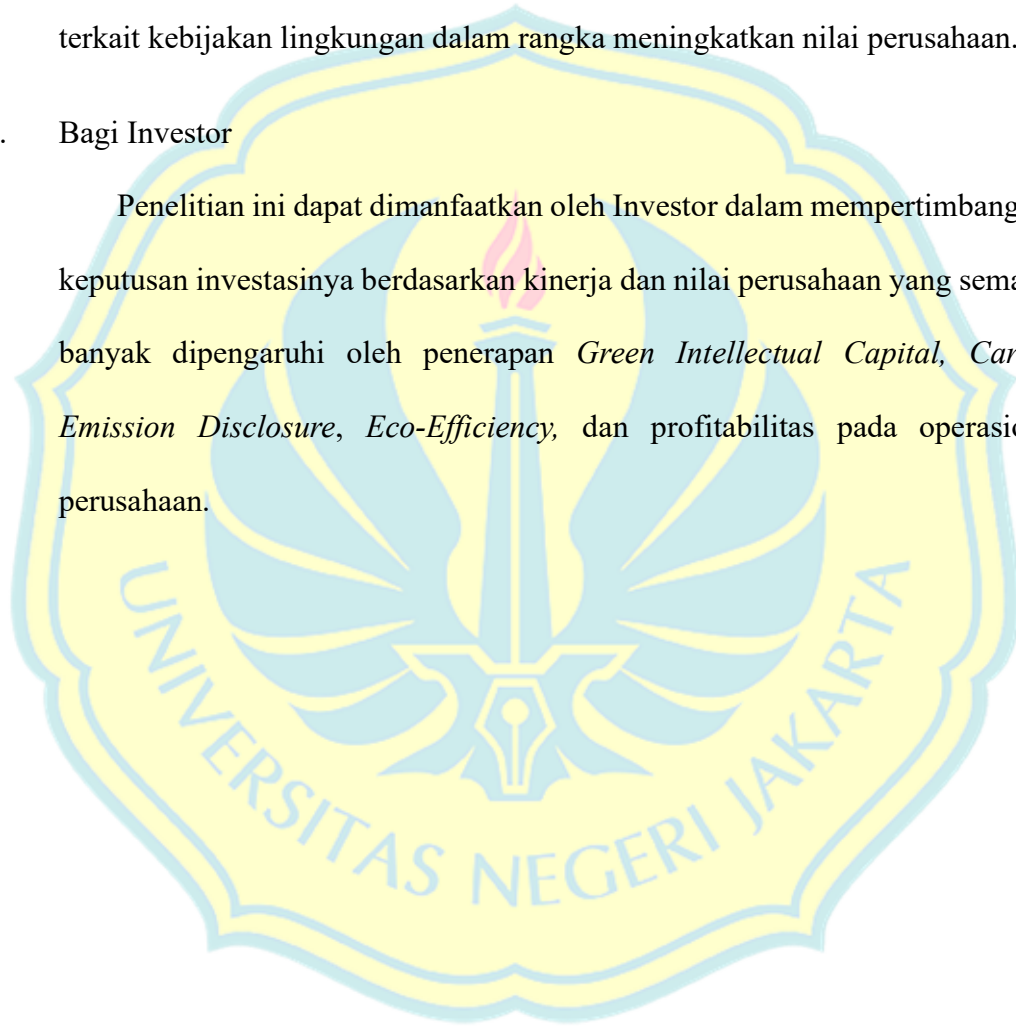 terkait kebijakan lingkungan dalam rangka meningkatkan nilai perusahaan.
. Bagi Investor
Penelitian ini dapat dimanfaatkan oleh Investor dalam mempertimbang
keputusan investasinya berdasarkan kinerja dan nilai perusahaan yang sema
banyak dipengaruhi oleh penerapan Green Intellectual Capital, Car
Emission Disclosure, Eco-Efficiency, dan profitabilitas pada operasio
perusahaan.
UNIVERSITAS NEGERI JAKARTA